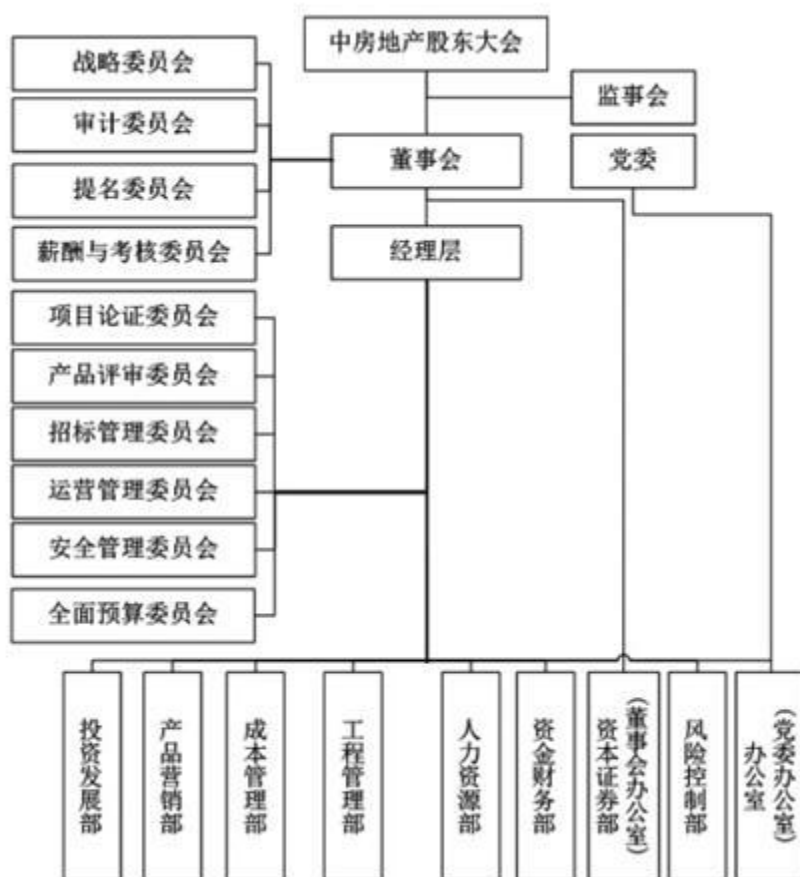 中房地产股东大会
战略委员会
监事会
审计委员会
董事会
党委
提名委员会
薪酬与考核委员会
经理层
项目论证委员会
产品评审委员会
招标管理委员会
运营管理委员会
安全管理委员会
全面预算委员会
投资发展部
产品营销部
成本管理部
工程管理部
人力资源部
资金财务部
(董事会办公室)
资本证券部
风险控制部
(党委办公室)
办公室